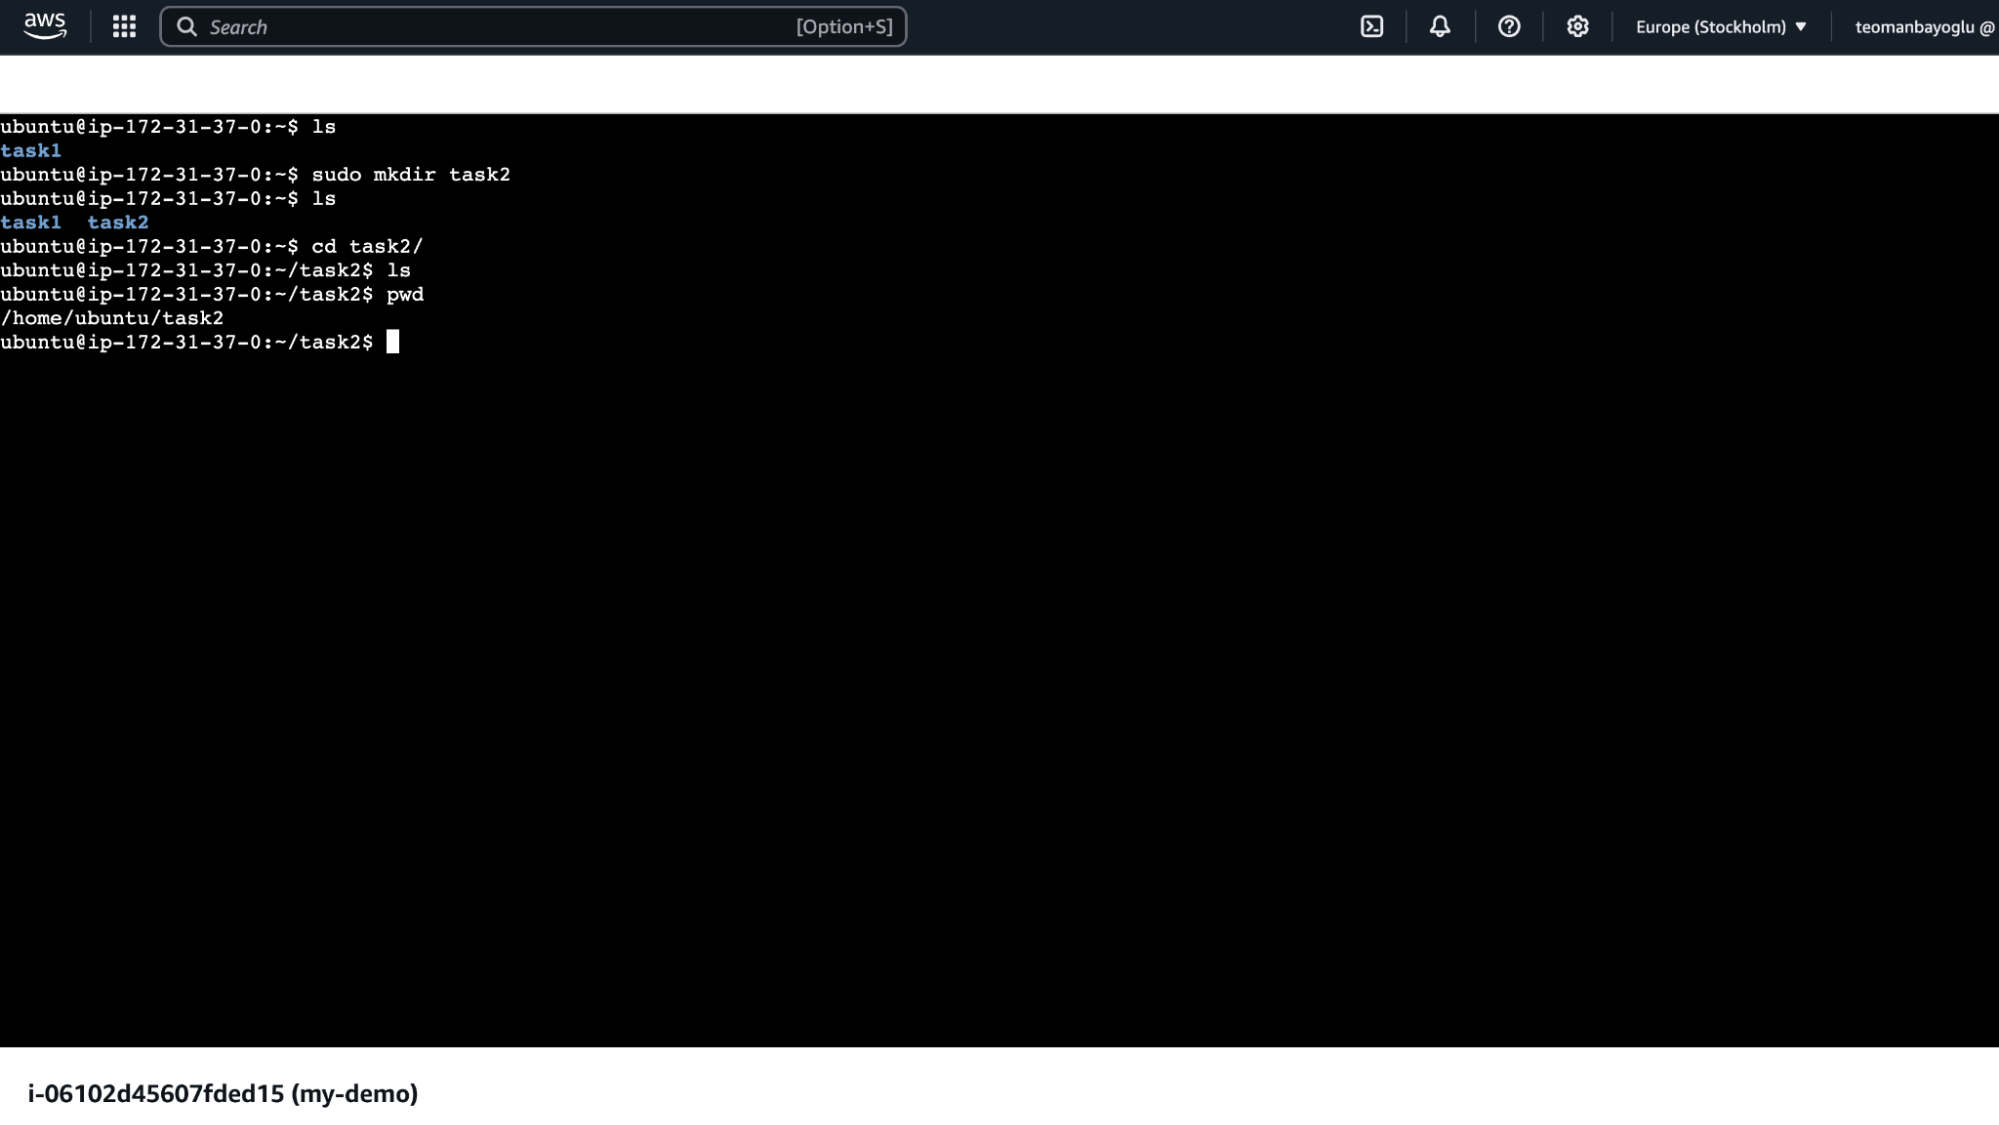 aws
Search [Option+S]
Europe (Stockholm)
teomanbayoglu @
ubuntu@ip-172-31-37-0:~$ ls
task1
ubuntu@ip-172-31-37-0:~$ sudo mkdir task2
ubuntu@ip-172-31-37-0:~$ ls
task1  task2
ubuntu@ip-172-31-37-0:~$ cd task2/
ubuntu@ip-172-31-37-0:~/task2$ ls
ubuntu@ip-172-31-37-0:~/task2$ pwd
/home/ubuntu/task2
ubuntu@ip-172-31-37-0:~/task2$
i-06102d45607fded15 (my-demo)